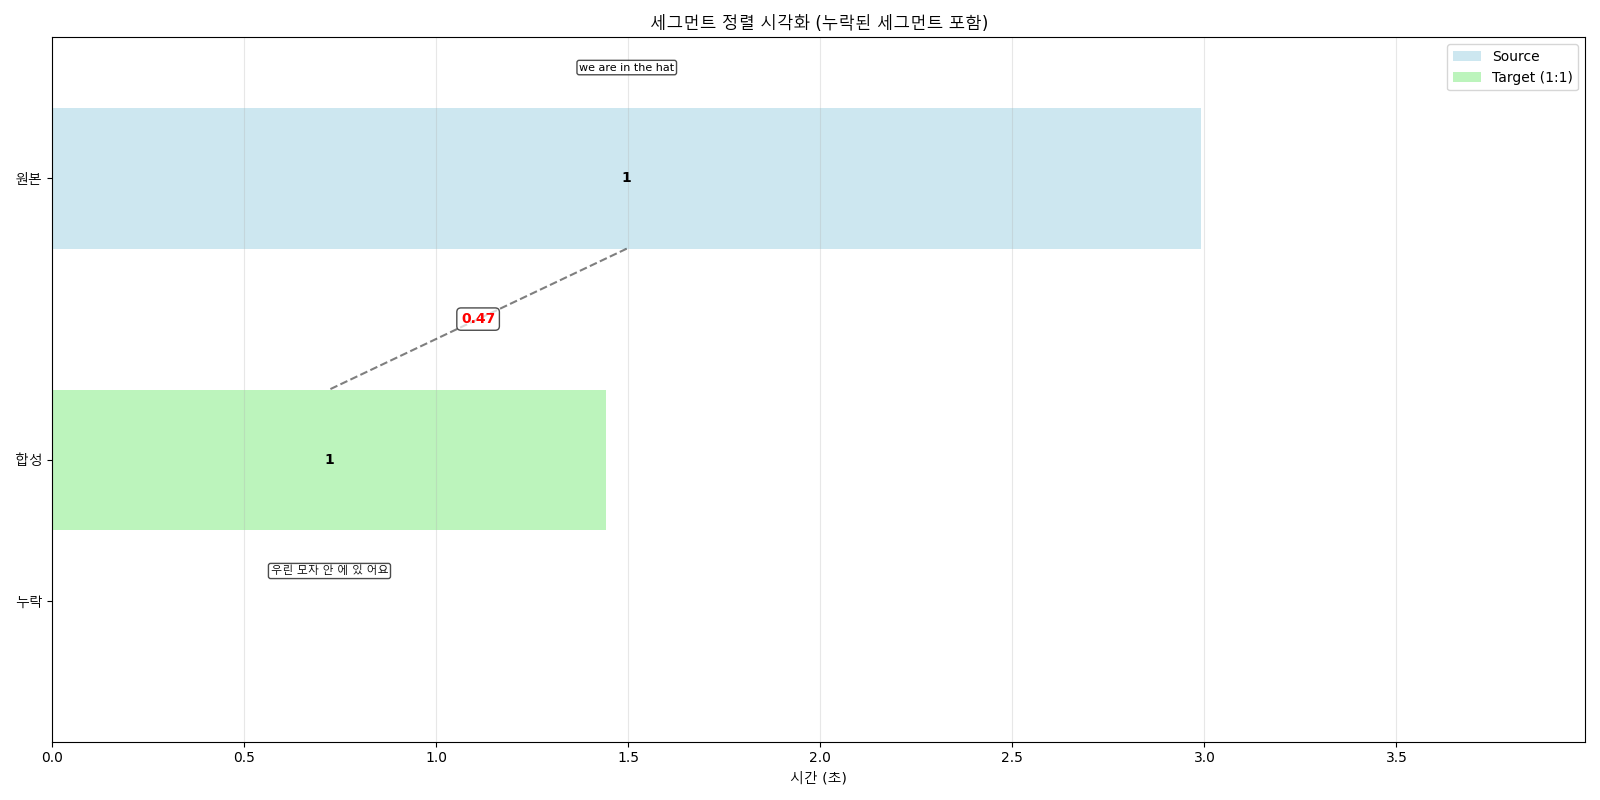 세그먼트 정렬 시각화 (누락된 세그먼트 포함)
we are in the hat
Source
Target (1:1)
원본
1
0.47
합성
1
우린 모자 안 에 있 어요
누락
0.0 0.5 1.0 1.5 2.0 2.5 3.0 3.5
시간 (초)